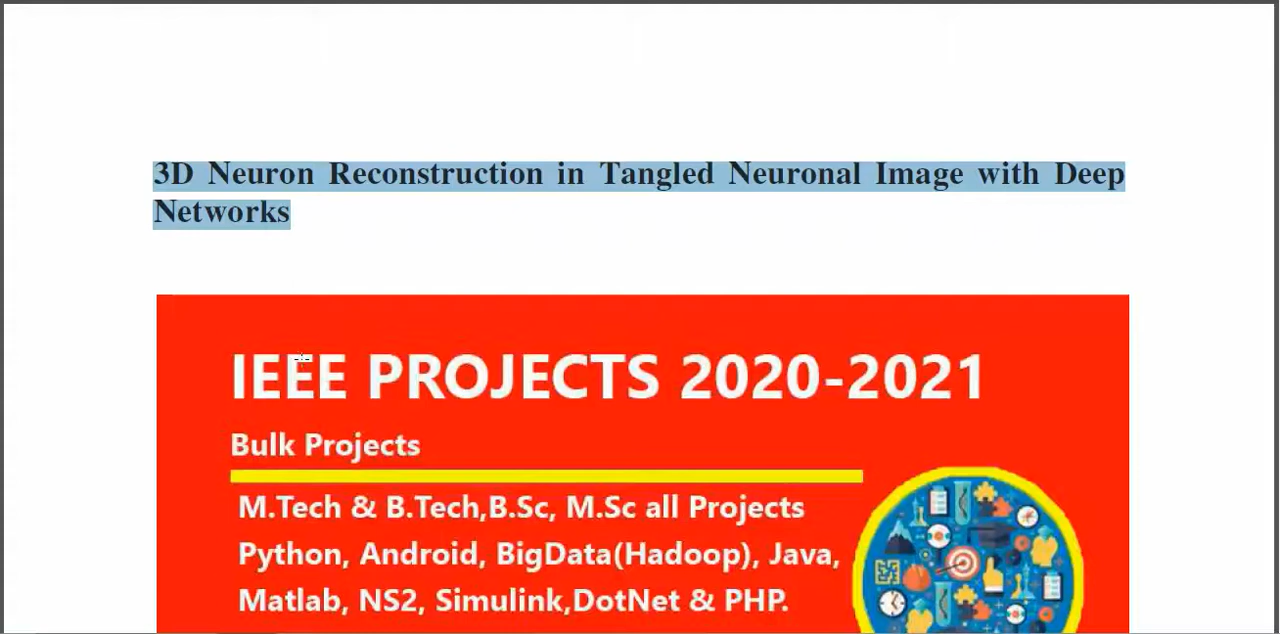 3D Neuron Reconstruction in Tangled Neuronal Image with Deep
Networks
IEEE PROJECTS 2020-2021
Bulk Projects
M.Tech & B.Tech,B.Sc, M.Sc all Projects
Python, Android, BigData(Hadoop), Java,
Matlab, NS2, Simulink,DotNet & PHP.